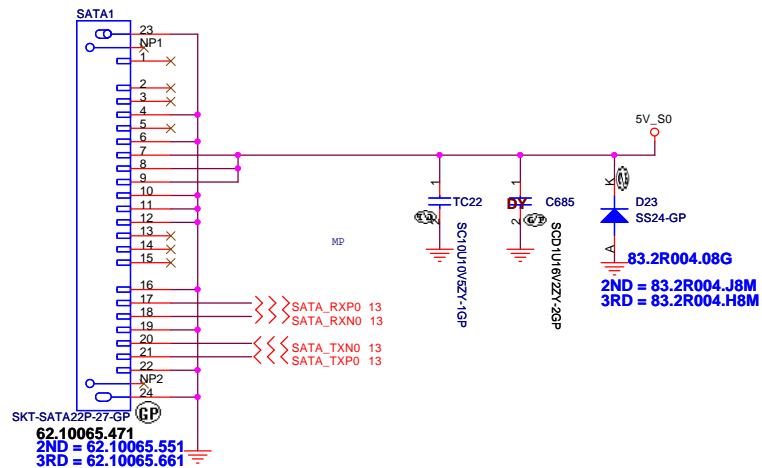 SATA1
23
NP1
1
2
3
4
5
6
7
8
9
10
11
12
13
14
15
16
17
18
19
20
21
22
NP2
24
SATA_RXP0 13
SATA_RXN0 13
SATA_TXN0 13
SATA_TXP0 13
SKT-SATA22P-27-GP
GP
62.10065.471
2ND = 62.10065.551
3RD = 62.10065.661
MP
5V_S0
1
TC22
2
SC10U10V5ZY-1GP
1
DY
C685
2
SCD1U16V2ZY-2GP
K
D23
SS24-GP
A
83.2R004.08G
2ND = 83.2R004.J8M
3RD = 83.2R004.H8M